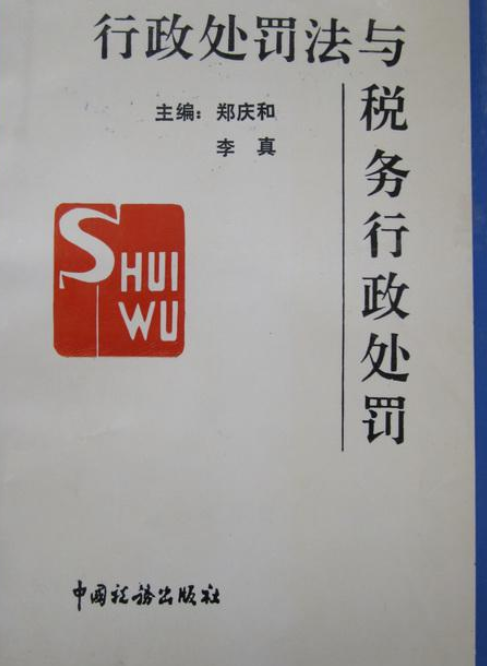 行政处罚法与
税务行政处罚
主编：郑庆和
李真
SHUI
WU
中国税务出版社